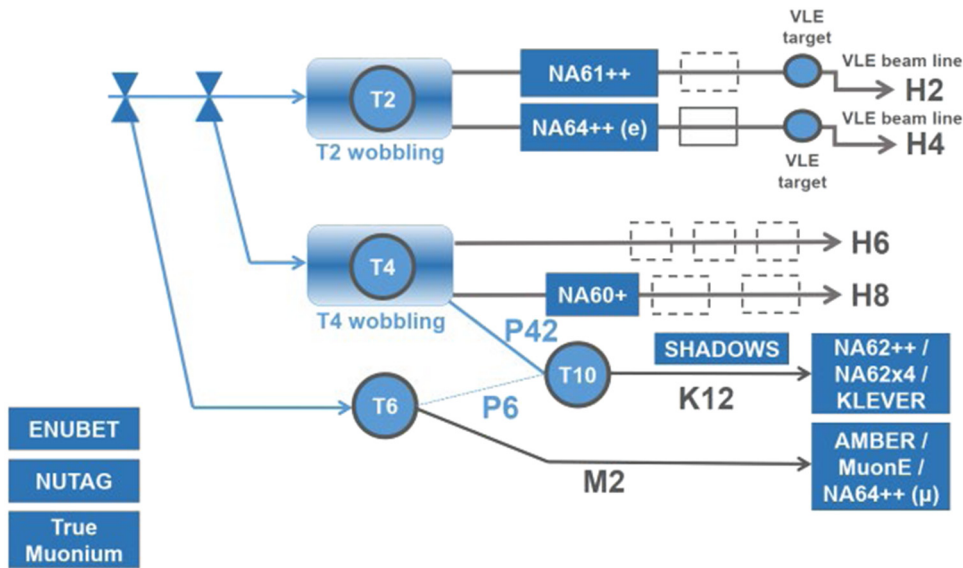 VLE
target
NA61++
VLE beam line
H2
T2
NA64++ (e)
VLE beam line
H4
T2 wobbling
VLE
target
H6
T4
NA60+
H8
T4 wobbling
P42
SHADOWS
NA62++ /
NA62x4 /
KLEVER
T10
K12
T6
P6
ENUBET
AMBER /
MuonE /
NA64++ (μ)
M2
NUTAG
True
Muonium